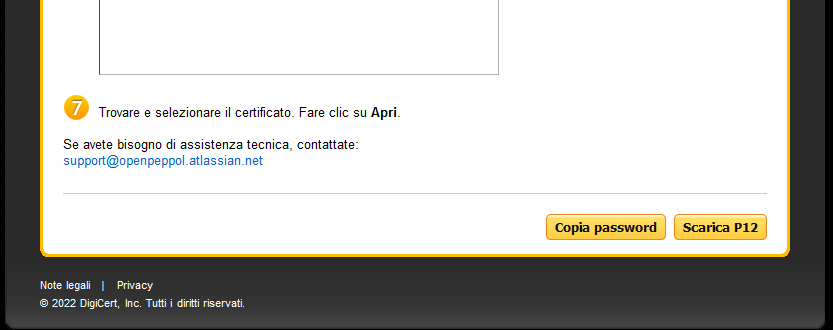 7 Trovare e selezionare il certificato. Fare clic su Apri.
Se avete bisogno di assistenza tecnica, contattate:
support@openpeppol.atlassian.net
Copia password Scarica P12
Note legali | Privacy
© 2022 DigiCert, Inc. Tutti i diritti riservati.